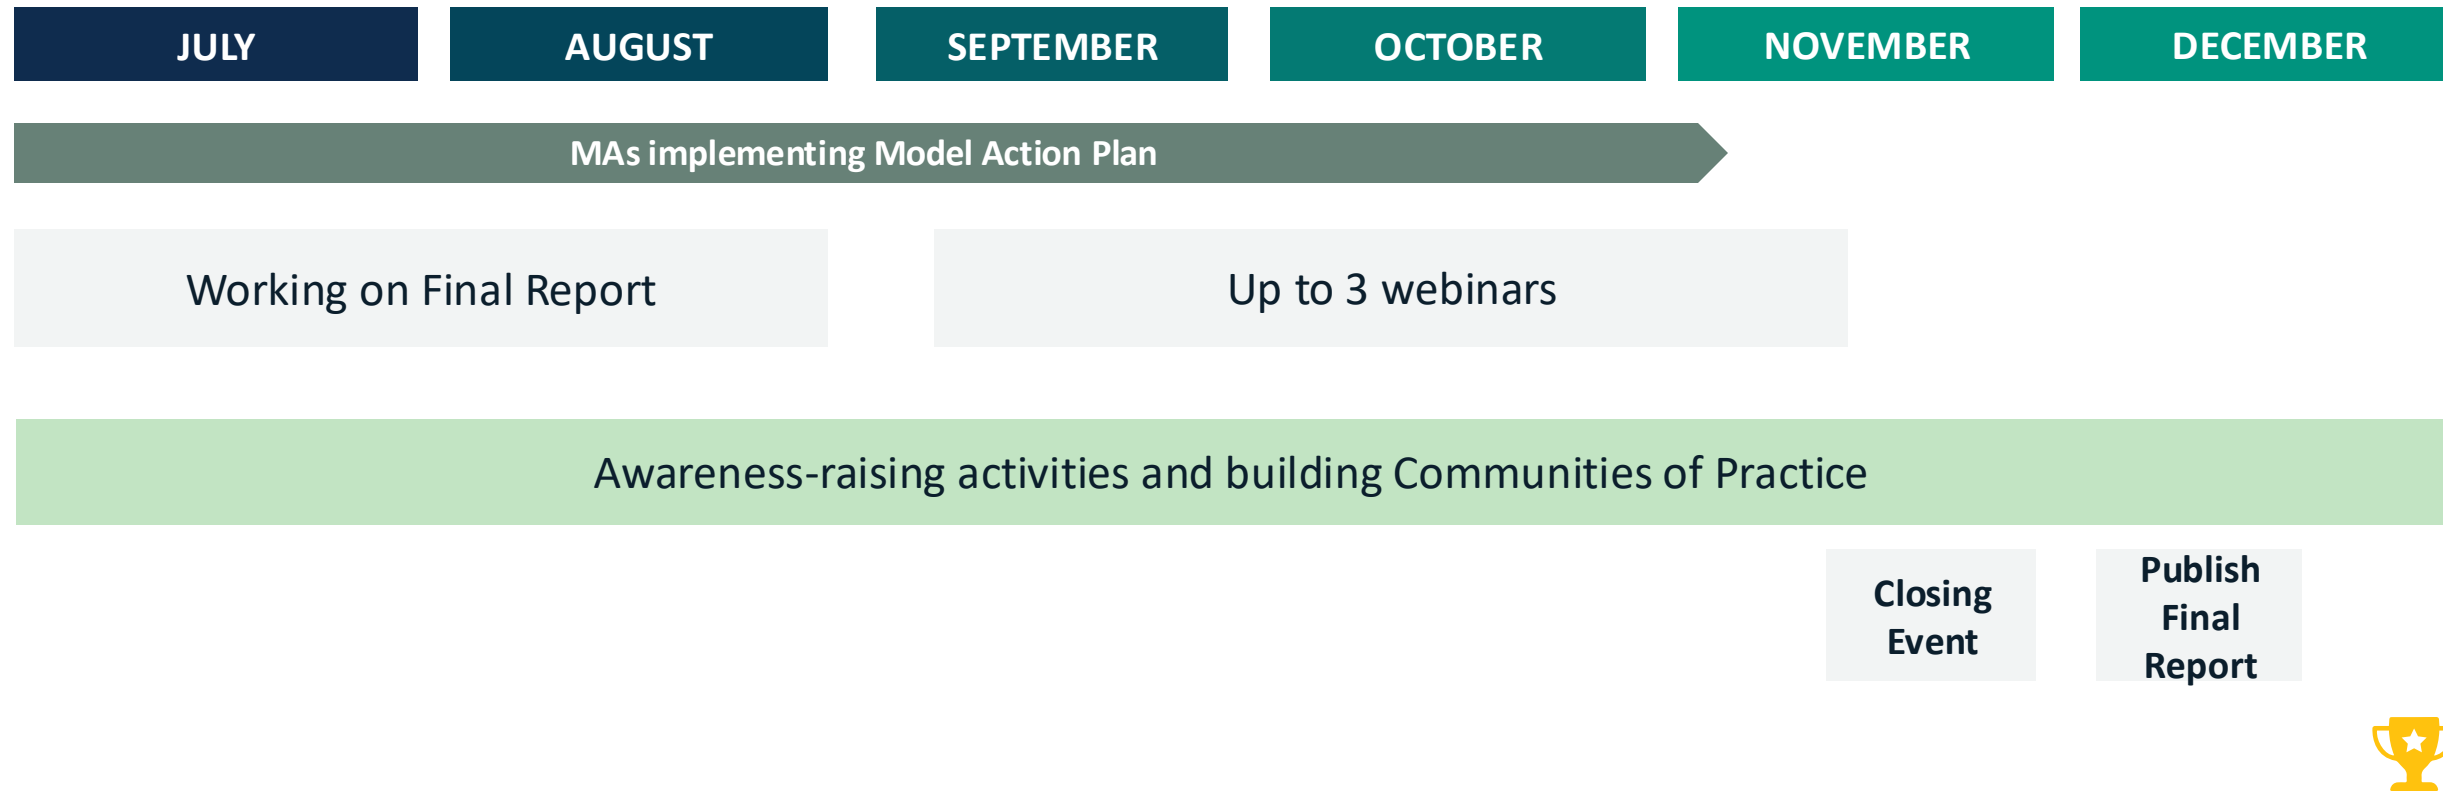 JULY
AUGUST
SEPTEMBER
OCTOBER
NOVEMBER
DECEMBER
MAs implementing Model Action Plan
Working on Final Report
Up to 3 webinars
Awareness-raising activities and building Communities of Practice
Closing
Event
Publish
Final
Report